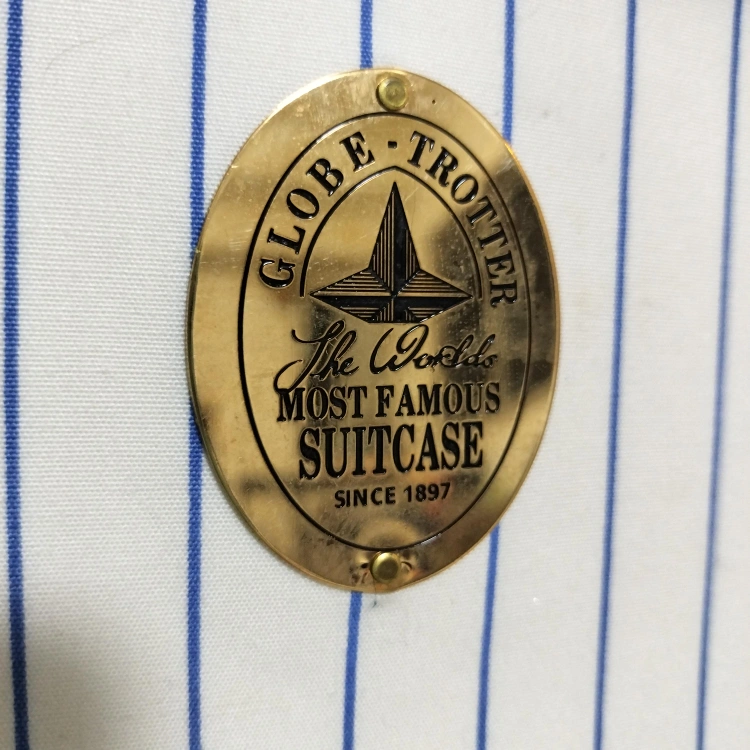 GLOBE-TROTTER
The Worlds
MOST FAMOUS
SUITCASE
SINCE 1897